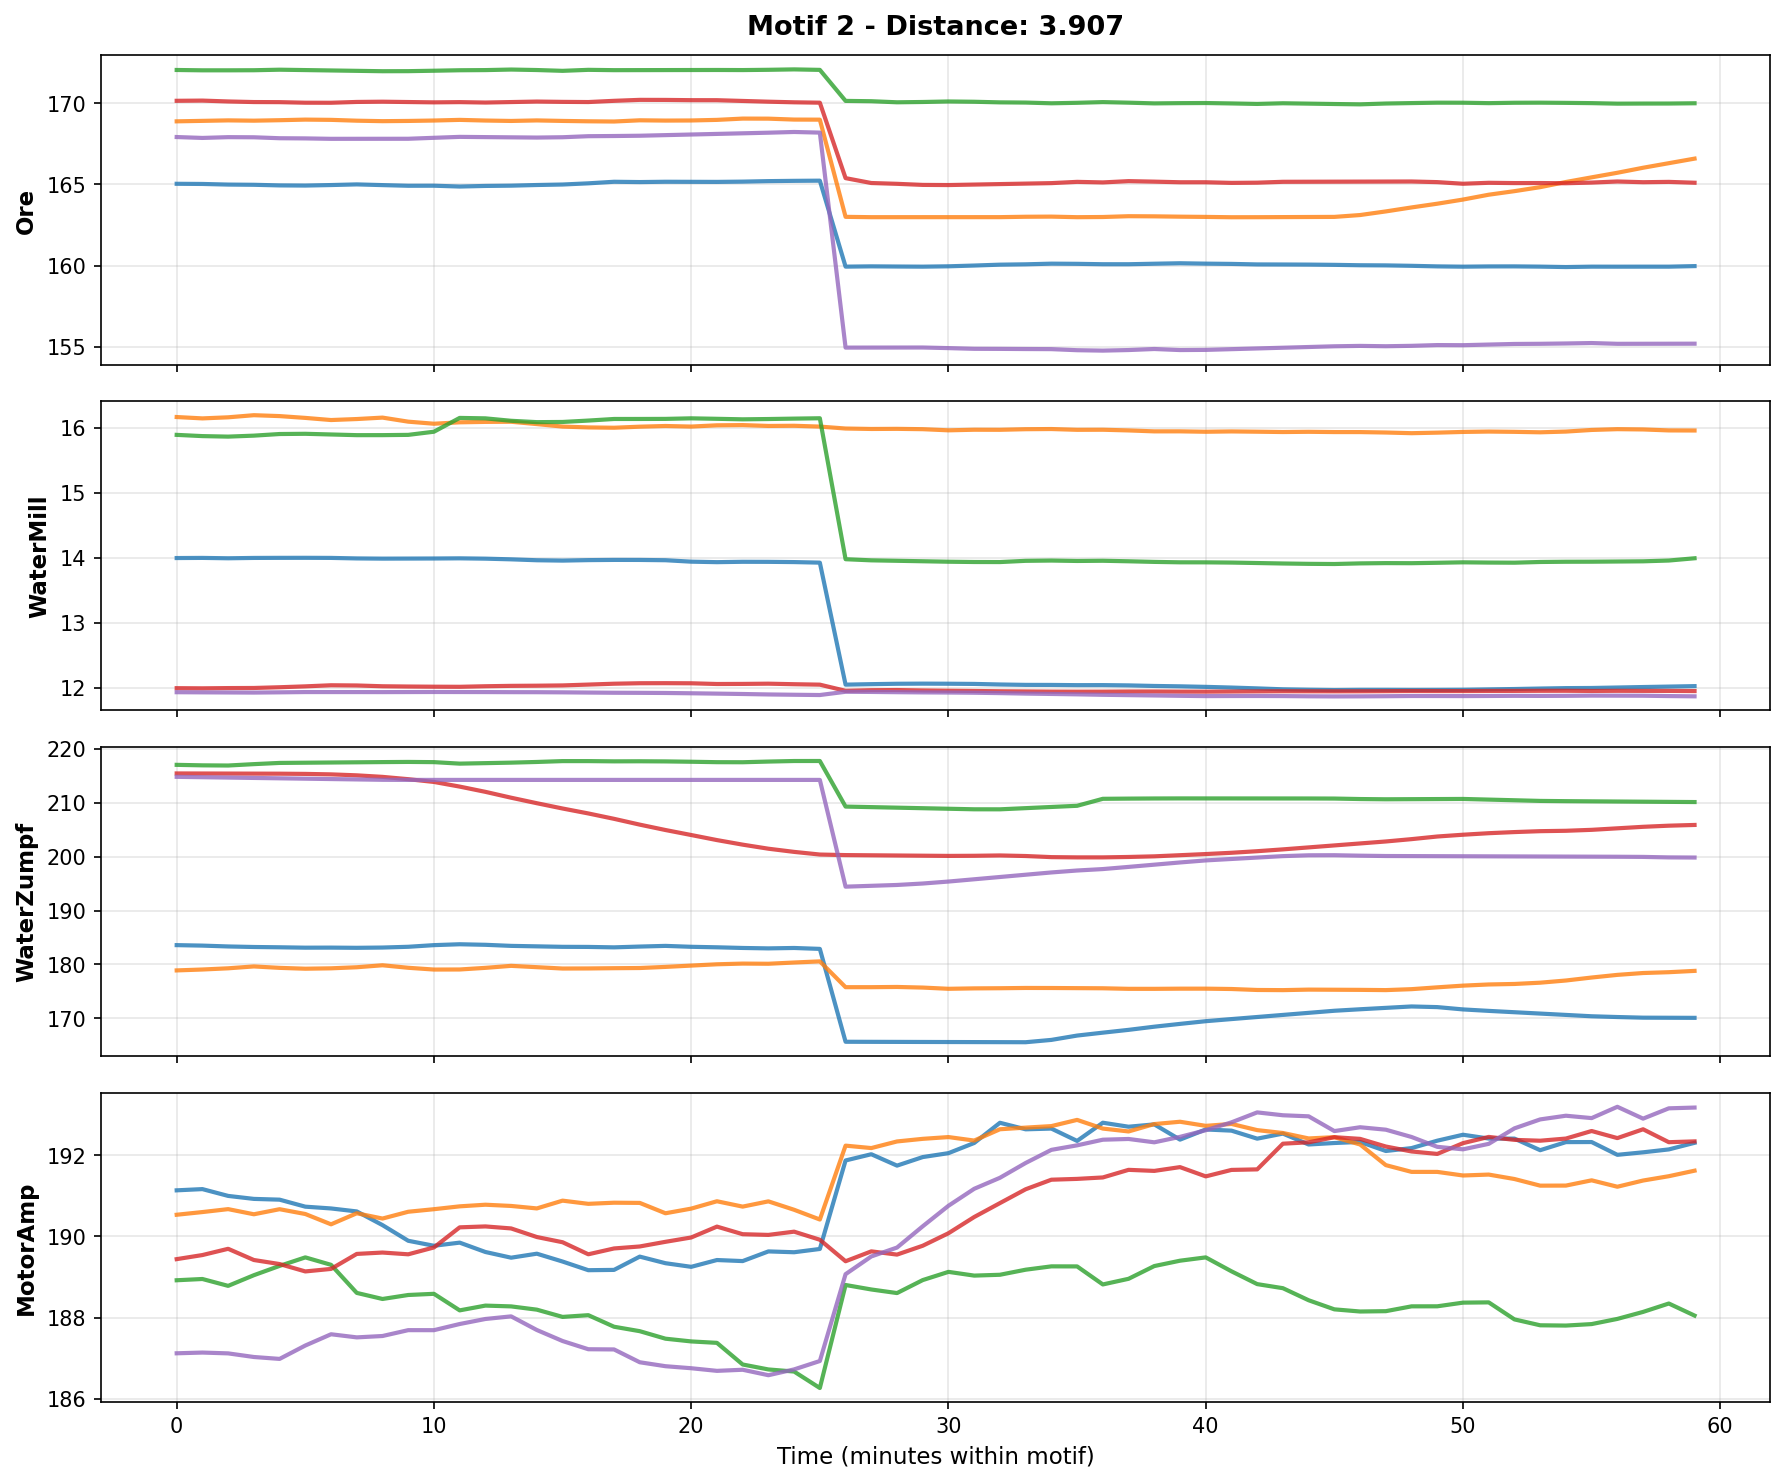 Motif 2 - Distance: 3.907
Ore
170
165
160
155
WaterMill
16
15
14
13
12
WaterZumpf
220
210
200
190
180
170
MotorAmp
192
190
188
186
0 10 20 30 40 50 60
Time (minutes within motif)